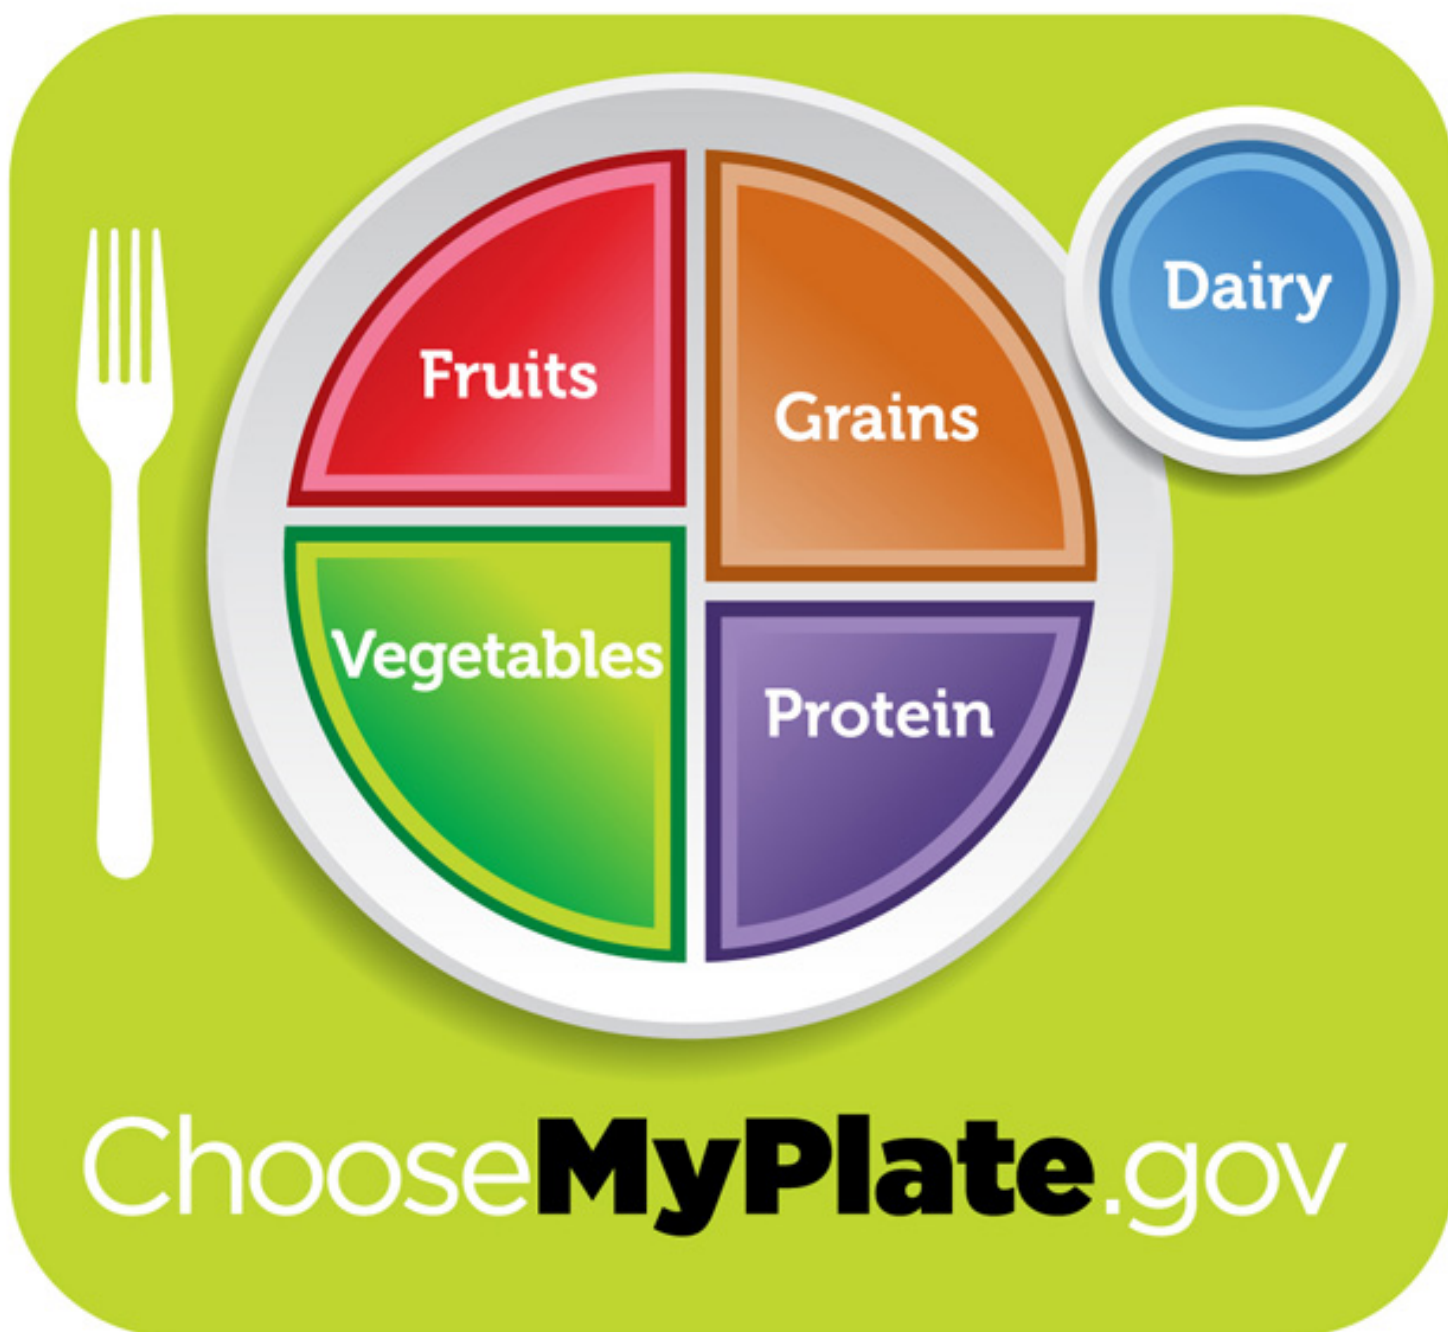 Dairy
Fruits
Grains
Vegetables
Protein
ChooseMyPlate.gov